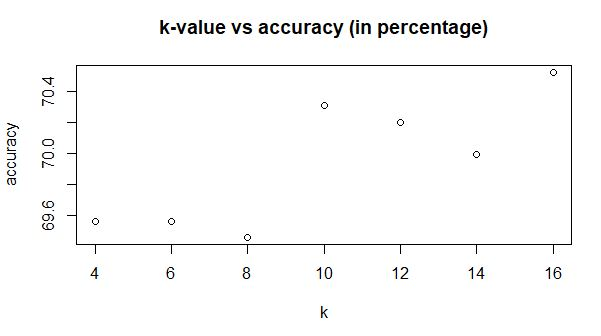 k-value vs accuracy (in percentage)
accuracy
70.4
70.0
69.6
4 6 8 10 12 14 16
k